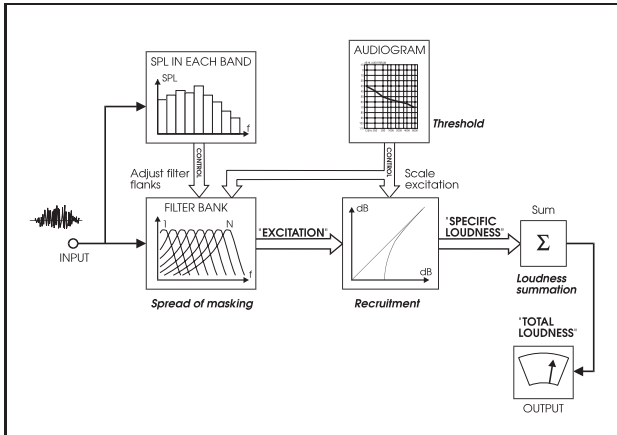 SPL IN EACH BAND
SPL
f
AUDIOGRAM
Threshold
CONTROL
CONTROL
Adjust filter
flanks
Scale
excitation
FILTER BANK
1
N
f
INPUT
"EXCITATION"
dB
dB
"SPECIFIC
LOUDNESS"
Sum
Σ
Loudness
summation
Spread of masking
Recruitment
"TOTAL
LOUDNESS"
OUTPUT